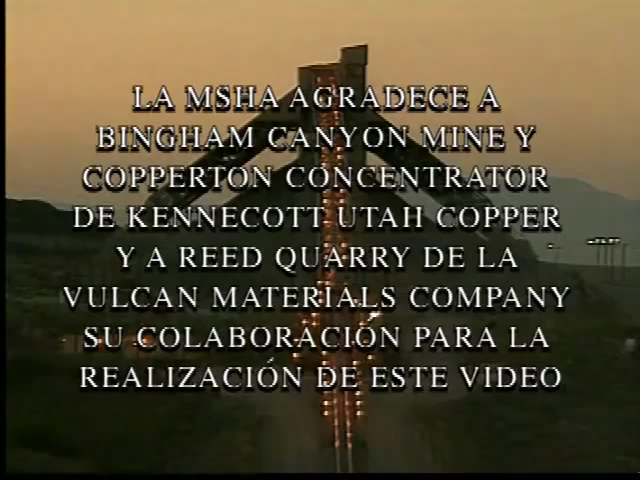 LA MSHA AGRADECE A
BINGHAM CANYON MINE Y
COPPERTON CONCENTRATOR
DE KENNECOTT UTAH COPPER
Y A REED QUARRY DE LA
VULCAN MATERIALS COMPANY
SU COLABORACIÓN PARA LA
REALIZACIÓN DE ESTE VIDEO